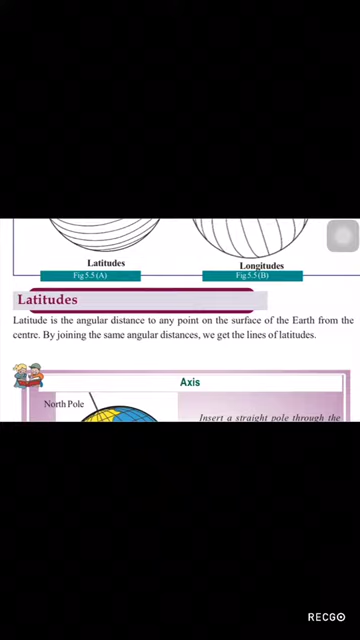 Latitudes
Longitudes
Fig 5.5 (A)
Fig 5.5 (B)
Latitudes
Latitude is the angular distance to any point on the surface of the Earth from the
centre. By joining the same angular distances, we get the lines of latitudes.
Axis
North Pole
Insert a straight pole through the
RECGO